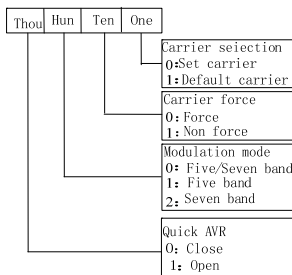 Thou Hun Ten One
Carrier seiection
0:Set carrier
1:Default carrier
Carrier force
0: Force
1: Non force
Modulation mode
0: Five/Seven band
1: Five band
2: Seven band
Quick AVR
0: Close
1: Open